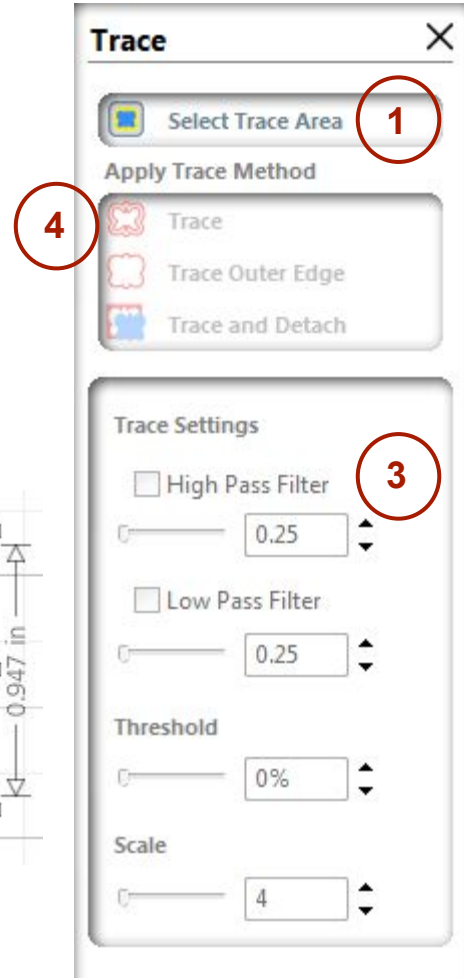 Trace
Select Trace Area
1
Apply Trace Method
4
Trace
Trace Outer Edge
Trace and Detach
Trace Settings
3
High Pass Filter
0.25
Low Pass Filter
0.25
0.947 in
Threshold
0%
Scale
4